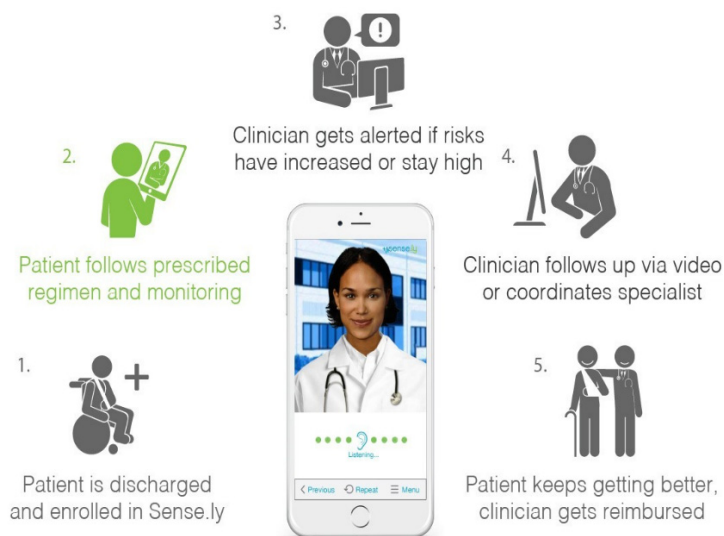 1.
Patient is discharged
and enrolled in Sense.ly
2.
Patient follows prescribed
regimen and monitoring
3.
Clinician gets alerted if risks
have increased or stay high
4.
Clinician follows up via video
or coordinates specialist
5.
Patient keeps getting better,
clinician gets reimbursed
sense.ly
Listening...
Previous Repeat Menu